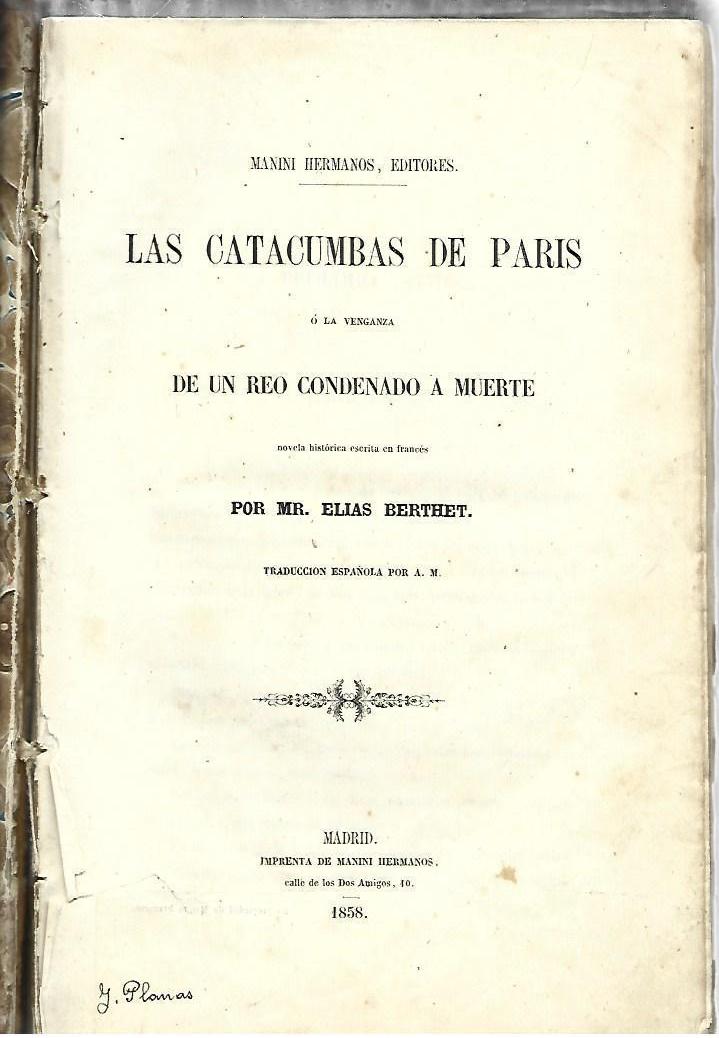 MANINI HERMANOS, EDITORES.
LAS CATACUMBAS DE PARIS
Ó LA VENGANZA
DE UN REO CONDENADO A MUERTE
novela histórica escrita en francés
POR MR. ELIAS BERTHET.
TRADUCCION ESPAÑOLA POR A. M.
MADRID.
IMPRENTA DE MANINI HERMANOS,
calle de los Dos Amigos, 10.
1858.
J. Planas